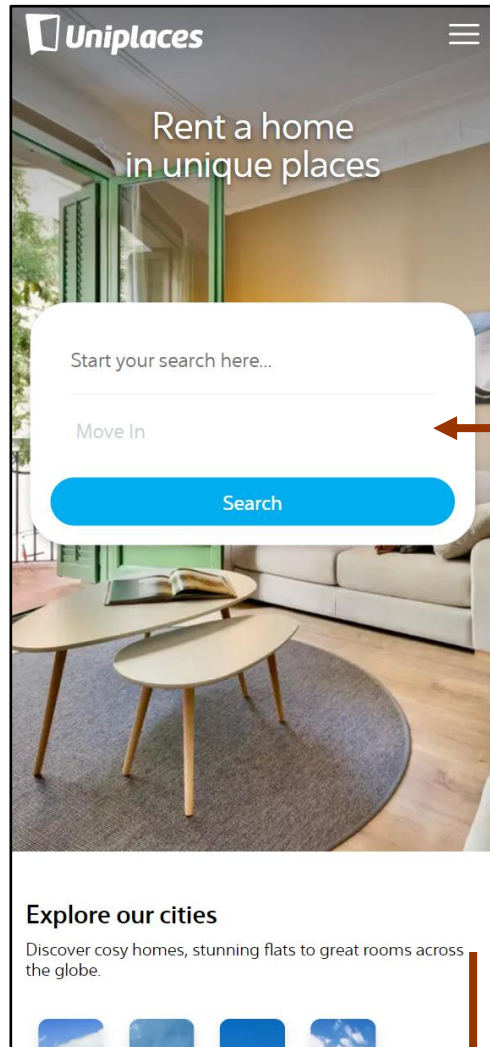 Uniplaces
Rent a home
in unique places
Start your search here...
Move In
Search
Explore our cities
Discover cosy homes, stunning flats to great rooms across
the globe.